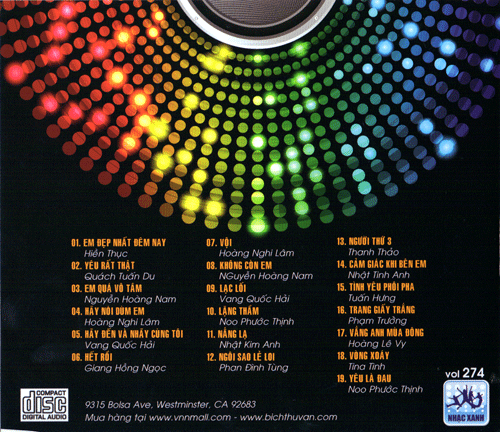 01. EM ĐẸP NHẤT ĐÊM NAY
Hiền Thục
02. YÊU RẤT THẬT
Quách Tuấn Du
03. EM QUÁ VÔ TÂM
Nguyễn Hoàng Nam
04. HÃY NÓI DÙM EM
Hoàng Nghi Lâm
05. HÃY ĐẾN VÀ NHẢY CÙNG TÔI
Vang Quốc Hải
06. HẾT RỒI
Giang Hồng Ngọc
07. VỘI
Hoàng Nghi Lâm
08. KHÔNG CÒN EM
NGuyễn Hoàng Nam
09. LẠC LỐI
Vang Quốc Hải
10. LẶNG THẦM
Noo Phước Thịnh
11. NẮNG LẠ
Nhật Kim Anh
12. NGÔI SAO LẺ LOI
Phan Đinh Tùng
13. NGƯỜI THỨ 3
Thanh Thảo
14. CẢM GIÁC KHI BÊN EM
Nhật Tinh Anh
15. TÌNH YÊU PHÔI PHA
Tuấn Hưng
16. TRANG GIẤY TRẮNG
Phạm Trưởng
17. VẮNG ANH MÙA ĐÔNG
Hoàng Lê Vy
18. VÒNG XOÁY
Tina Tình
19. YÊU LÀ ĐAU
Noo Phước Thịnh
COMPACT
disc
DIGITAL AUDIO
9315 Bolsa Ave, Westminster, CA 92683
Mua hàng tại www.vnnmall.com - www.bichthuvan.com
vol 274
NHẠC XANH